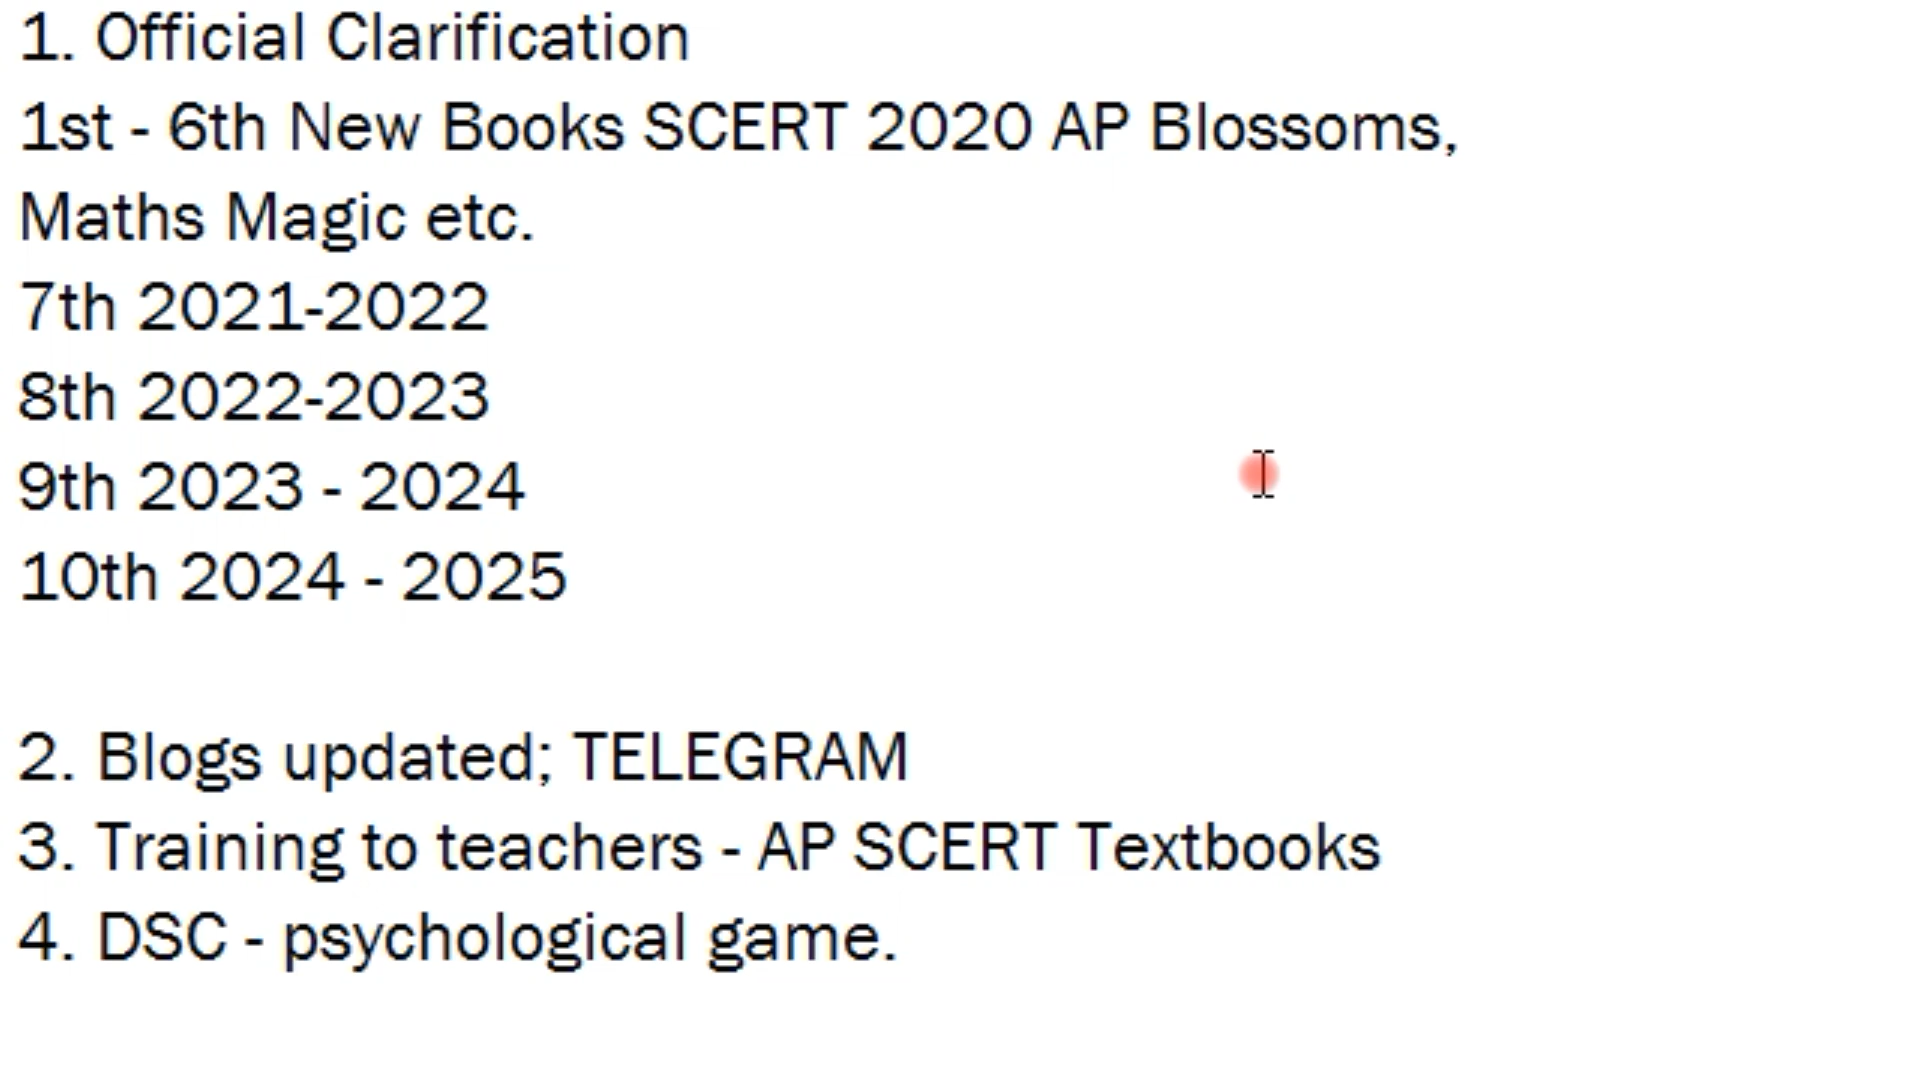 1. Official Clarification
1st - 6th New Books SCERT 2020 AP Blossoms,
Maths Magic etc.
7th 2021-2022
8th 2022-2023
9th 2023 - 2024
10th 2024 - 2025
2. Blogs updated; TELEGRAM
3. Training to teachers - AP SCERT Textbooks
4. DSC - psychological game.